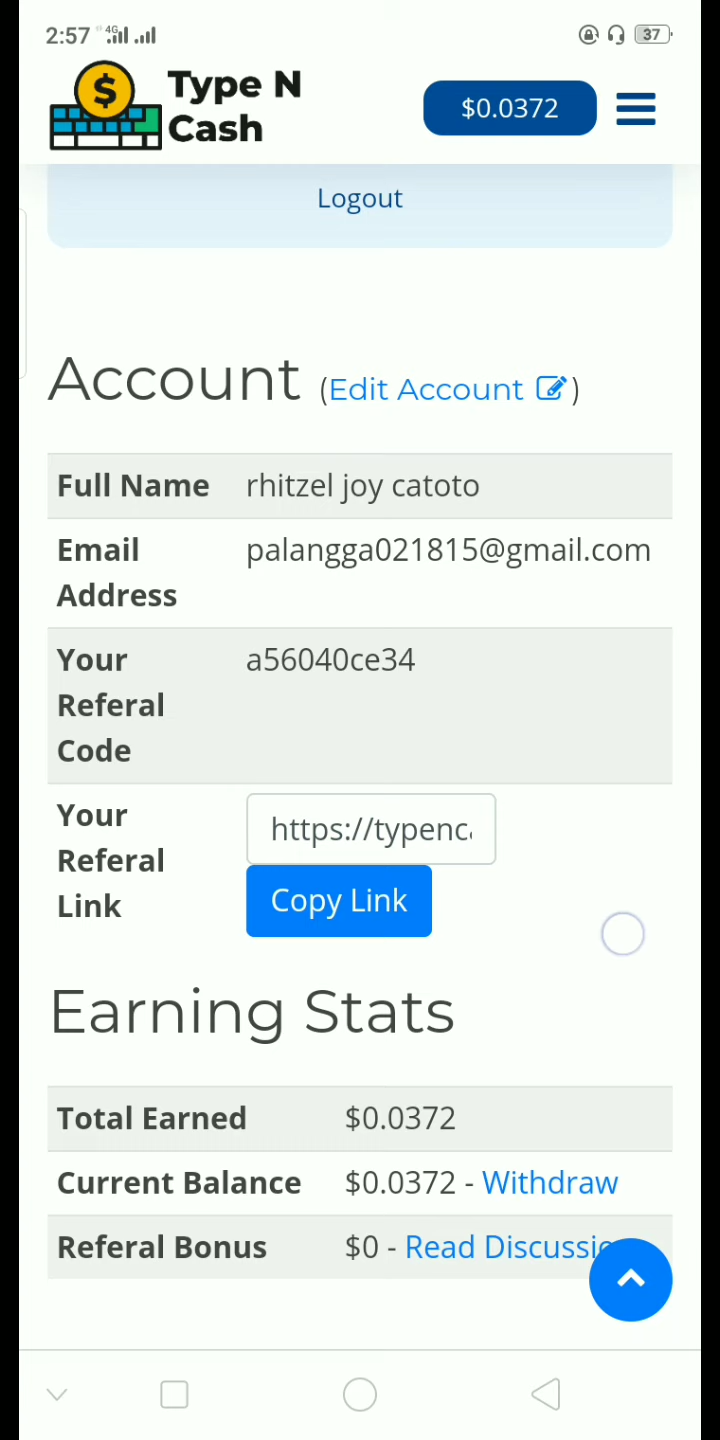 2:57 4G 37
Type N
Cash
$0.0372
Logout
Account (Edit Account )
Full Name rhitzel joy catoto
Email palangga021815@gmail.com
Address
Your a56040ce34
Referal
Code
Your https://typenc
Referal
Link
Copy Link
Earning Stats
Total Earned $0.0372
Current Balance $0.0372 - Withdraw
Referal Bonus $0 - Read Discussi